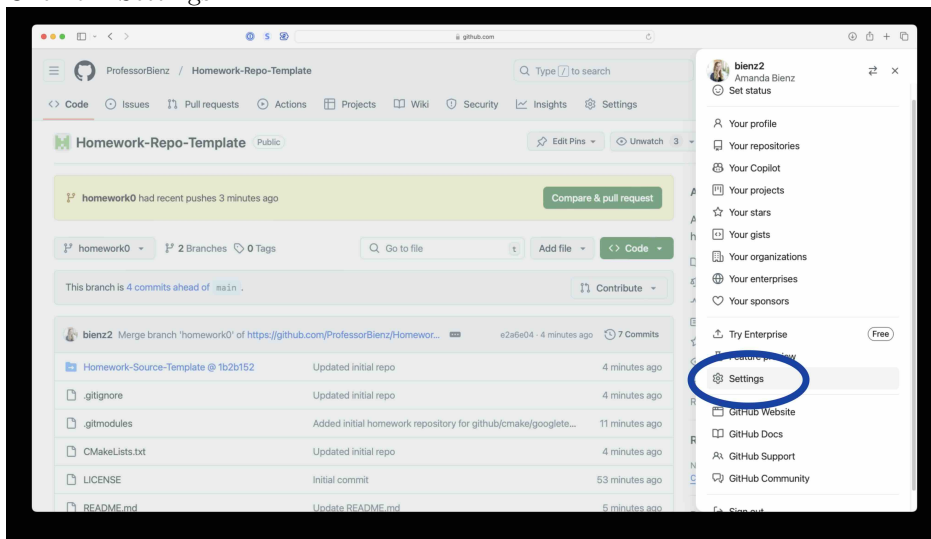 github.com
ProfessorBienz / Homework-Repo-Template
Type / to search
Code Issues Pull requests Actions Projects Wiki Security Insights Settings
Homework-Repo-Template Public
Edit Pins Unwatch 3
homework0 had recent pushes 3 minutes ago
Compare & pull request
homework0 2 Branches 0 Tags
Go to file t Add file Code
This branch is 4 commits ahead of main .
Contribute
bienz2 Merge branch 'homework0' of https://github.com/ProfessorBienz/Homewor... e2a6e04 · 4 minutes ago 7 Commits
Homework-Source-Template @ 1b2b152 Updated initial repo 4 minutes ago
.gitignore Updated initial repo 4 minutes ago
.gitmodules Added initial homework repository for github/cmake/googlete... 11 minutes ago
CMakeLists.txt Updated initial repo 4 minutes ago
LICENSE Initial commit 53 minutes ago
README.md Update README.md 5 minutes ago
bienz2
Amanda Bienz
Set status
Your profile
Your repositories
Your Copilot
Your projects
Your stars
Your gists
Your organizations
Your enterprises
Your sponsors
Try Enterprise Free
Feature preview
Settings
GitHub Website
GitHub Docs
GitHub Support
GitHub Community
Sign out